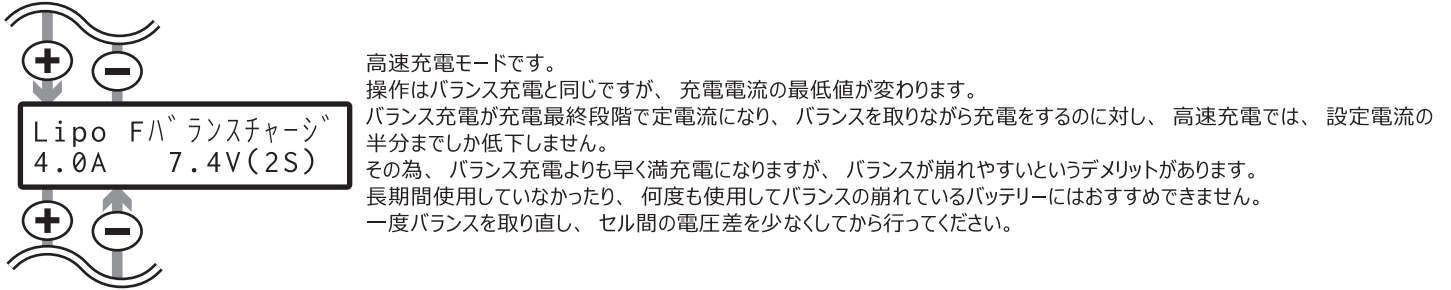 高速充電モードです。
操作はバランス充電と同じですが、充電電流の最低値が変わります。
バランス充電が充電最終段階で定電流になり、バランスを取りながら充電をするのに対し、高速充電では、設定電流の
半分までしか低下しません。
その為、バランス充電よりも早く満充電になりますが、バランスが崩れやすいというデメリットがあります。
長期間使用していなかったり、何度も使用してバランスの崩れているバッテリーにはおすすめできません。
一度バランスを取り直し、セル間の電圧差を少なくしてから行ってください。
+
−
Lipo Fバランスチャージ
4.0A 7.4V(2S)
+
−